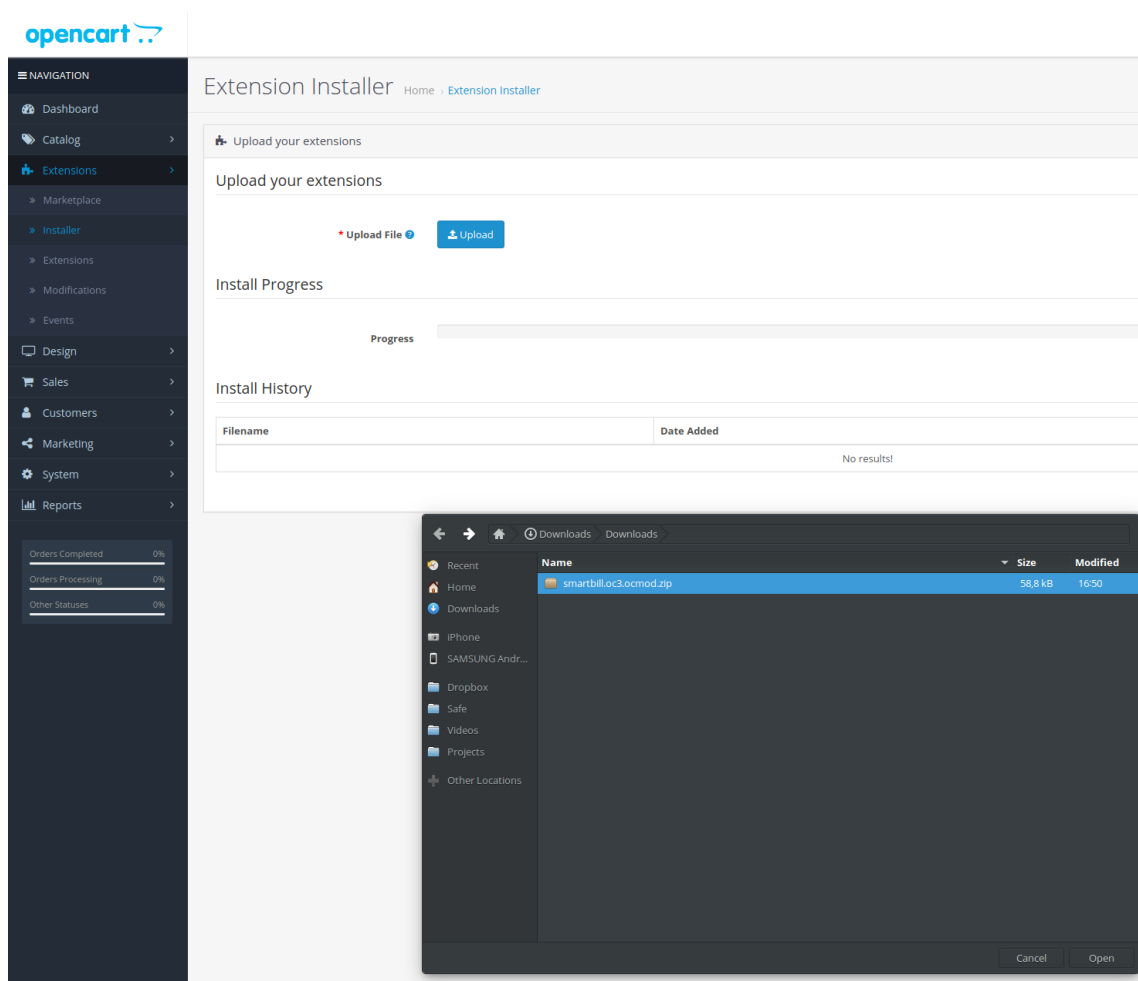 opencart
NAVIGATION
Dashboard
Catalog
Extensions
Marketplace
Installer
Extensions
Modifications
Events
Design
Sales
Customers
Marketing
System
Reports
Orders Completed 0%
Orders Processing 0%
Other Statuses 0%
Extension Installer Home › Extension Installer
Upload your extensions
Upload your extensions
* Upload File Upload
Install Progress
Progress
Install History
Filename Date Added
No results!
Downloads Downloads
Recent
Home
Downloads
iPhone
SAMSUNG Andr...
Dropbox
Safe
Videos
Projects
Other Locations
Name Size Modified
smartbill.oc3.ocmod.zip 58,8 kB 16:50
Cancel Open